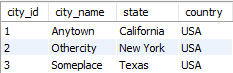 city_id city_name state country
1 Anytown California USA
2 Othercity New York USA
3 Someplace Texas USA